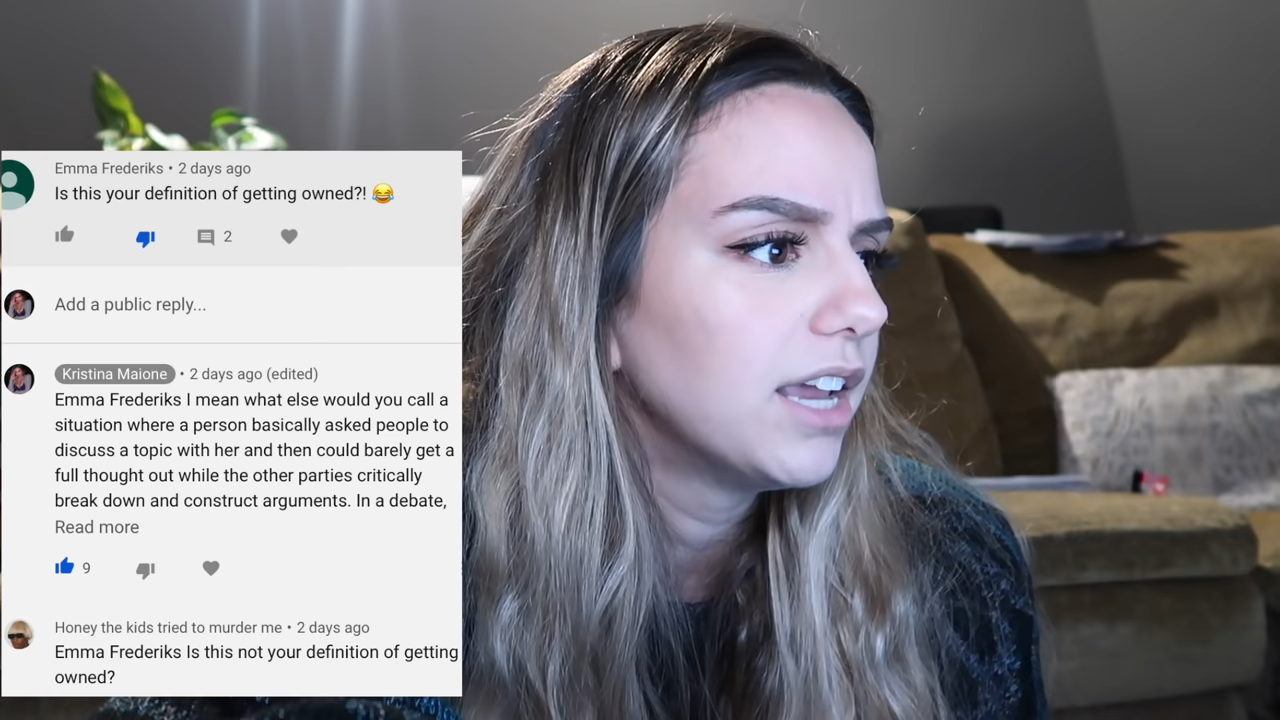 Emma Frederiks • 2 days ago
Is this your definition of getting owned?! 😂
2
Add a public reply...
Kristina Maione • 2 days ago (edited)
Emma Frederiks I mean what else would you call a
situation where a person basically asked people to
discuss a topic with her and then could barely get a
full thought out while the other parties critically
break down and construct arguments. In a debate,
Read more
9
Honey the kids tried to murder me • 2 days ago
Emma Frederiks Is this not your definition of getting
owned?